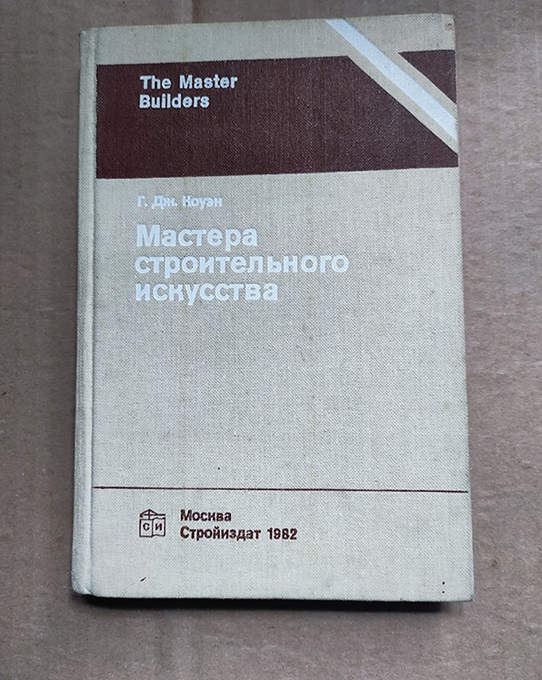 The Master
Builders
Г. Дж. Коуэн
Мастера
строительного
искусства
СИ
Москва
Стройиздат 1982